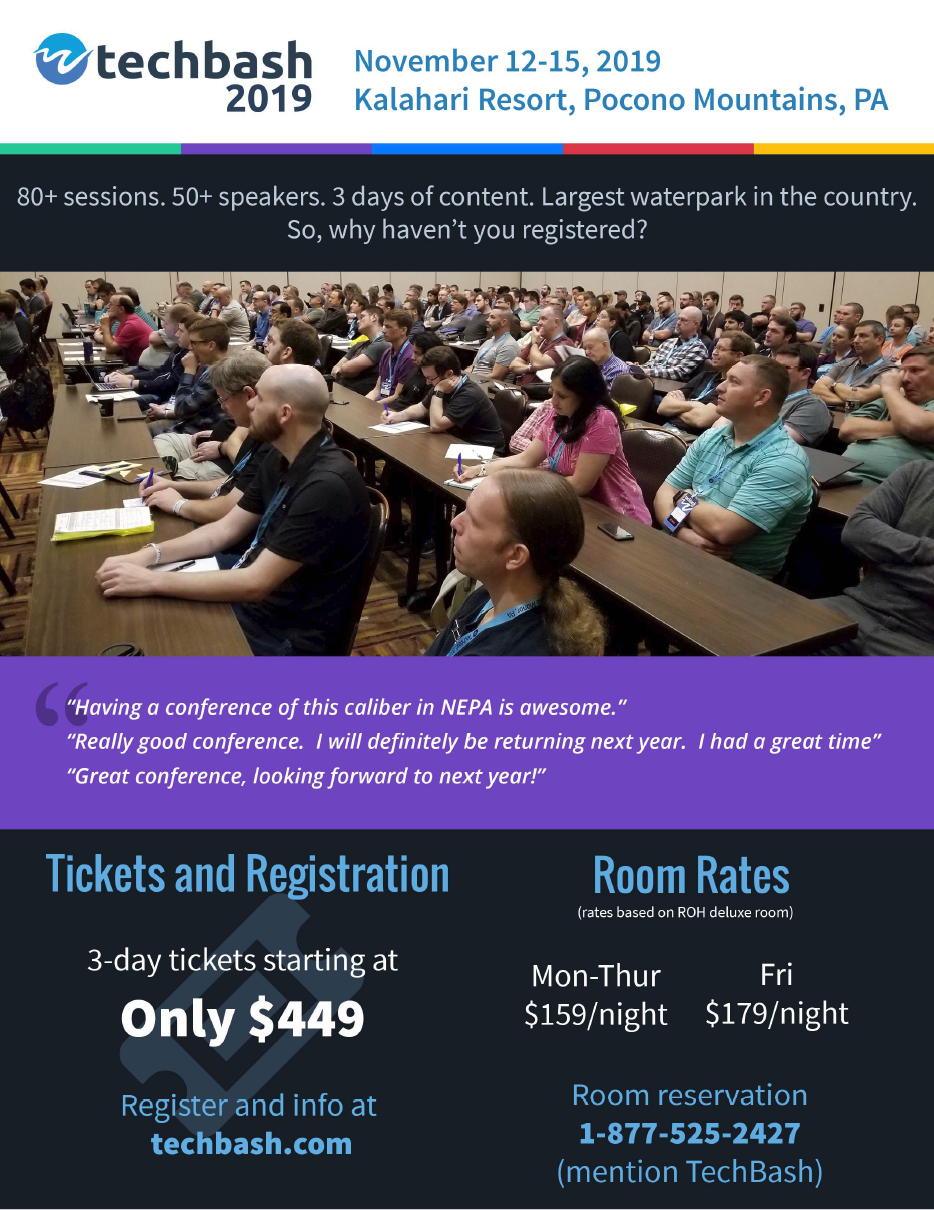 techbash
2019
November 12-15, 2019
Kalahari Resort, Pocono Mountains, PA
80+ sessions. 50+ speakers. 3 days of content. Largest waterpark in the country.
So, why haven’t you registered?
“Having a conference of this caliber in NEPA is awesome.”
“Really good conference.  I will definitely be returning next year.  I had a great time”
“Great conference, looking forward to next year!”
Tickets and Registration
3-day tickets starting at
Only $449
Register and info at
techbash.com
Room Rates
(rates based on ROH deluxe room)
Mon-Thur
$159/night
Fri
$179/night
Room reservation
1-877-525-2427
(mention TechBash)